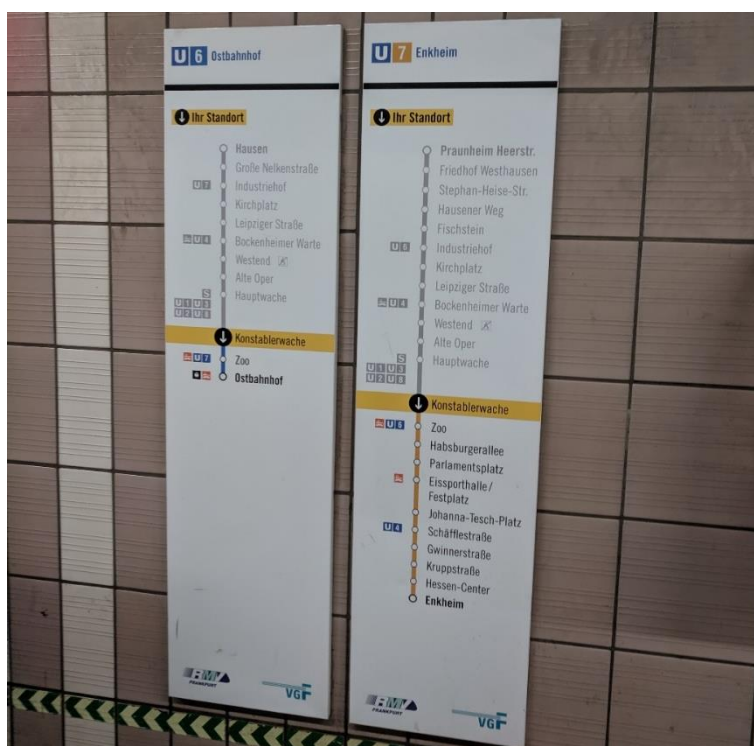 U 6 Ostbahnhof
Ihr Standort
Hausen
Große Nelkenstraße
U 7 Industriehof
Kirchplatz
Leipziger Straße
U 4 Bockenheimer Warte
Westend
Alte Oper
S Hauptwache
U 1 U 3
U 2 U 8
Konstablerwache
U 7 Zoo
Ostbahnhof
RMV
FRANKFURT
VGF
U 7 Enkheim
Ihr Standort
Praunheim Heerstr.
Friedhof Westhausen
Stephan-Heise-Str.
Hausener Weg
Fischstein
U 6 Industriehof
Kirchplatz
Leipziger Straße
U 4 Bockenheimer Warte
Westend
Alte Oper
S Hauptwache
U 1 U 3
U 2 U 8
Konstablerwache
U 6 Zoo
Habsburgerallee
Parlamentsplatz
Eissporthalle/
Festplatz
Johanna-Tesch-Platz
U 4 Schäfflestraße
Gwinnerstraße
Kruppstraße
Hessen-Center
Enkheim
RMV
FRANKFURT
VGF